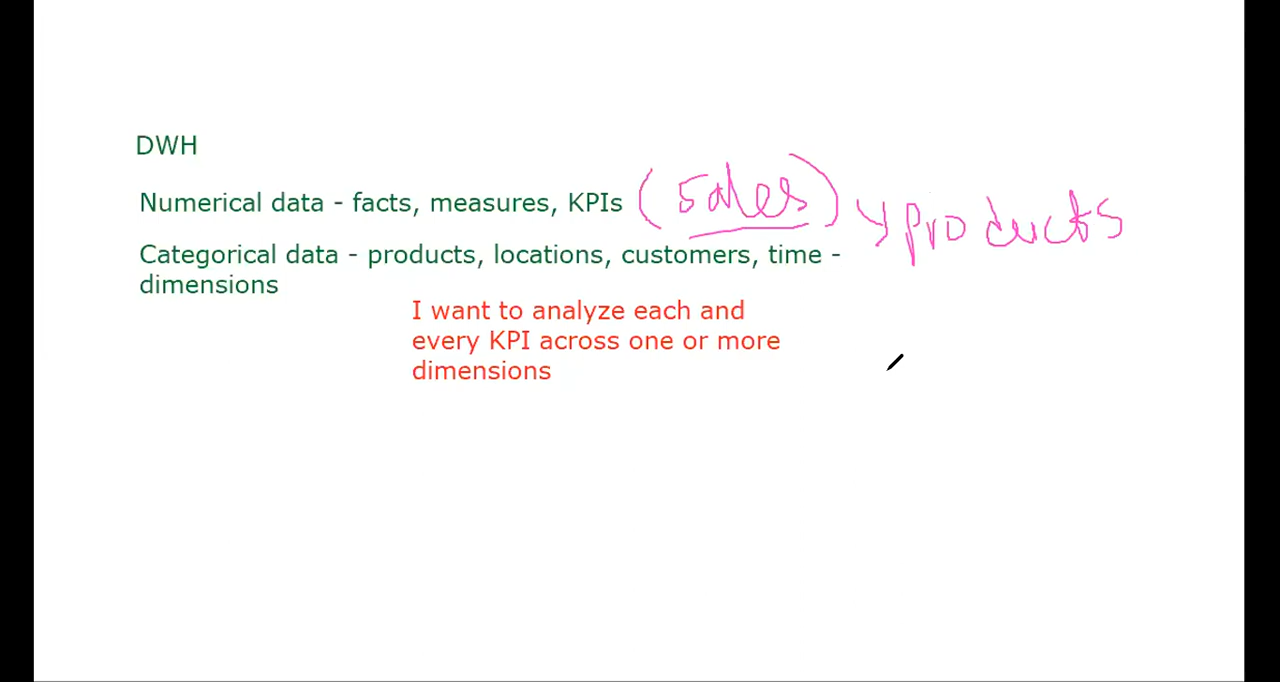 DWH
Numerical data - facts, measures, KPIs (sales)
products
Categorical data - products, locations, customers, time -
dimensions
I want to analyze each and
every KPI across one or more
dimensions